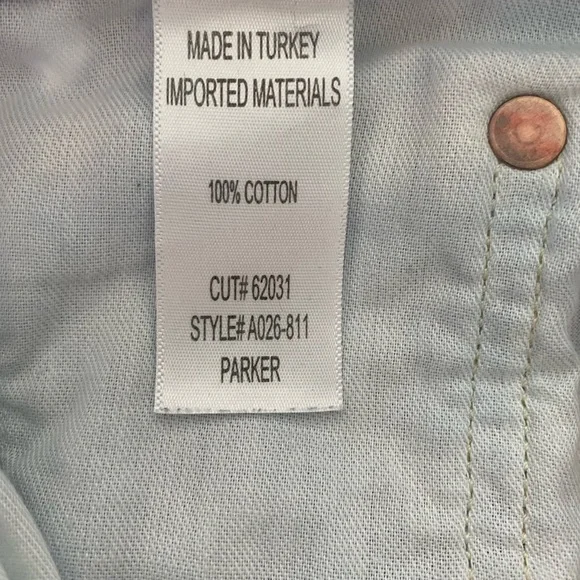 MADE IN TURKEY
IMPORTED MATERIALS
100% COTTON
CUT# 62031
STYLE# A026-811
PARKER